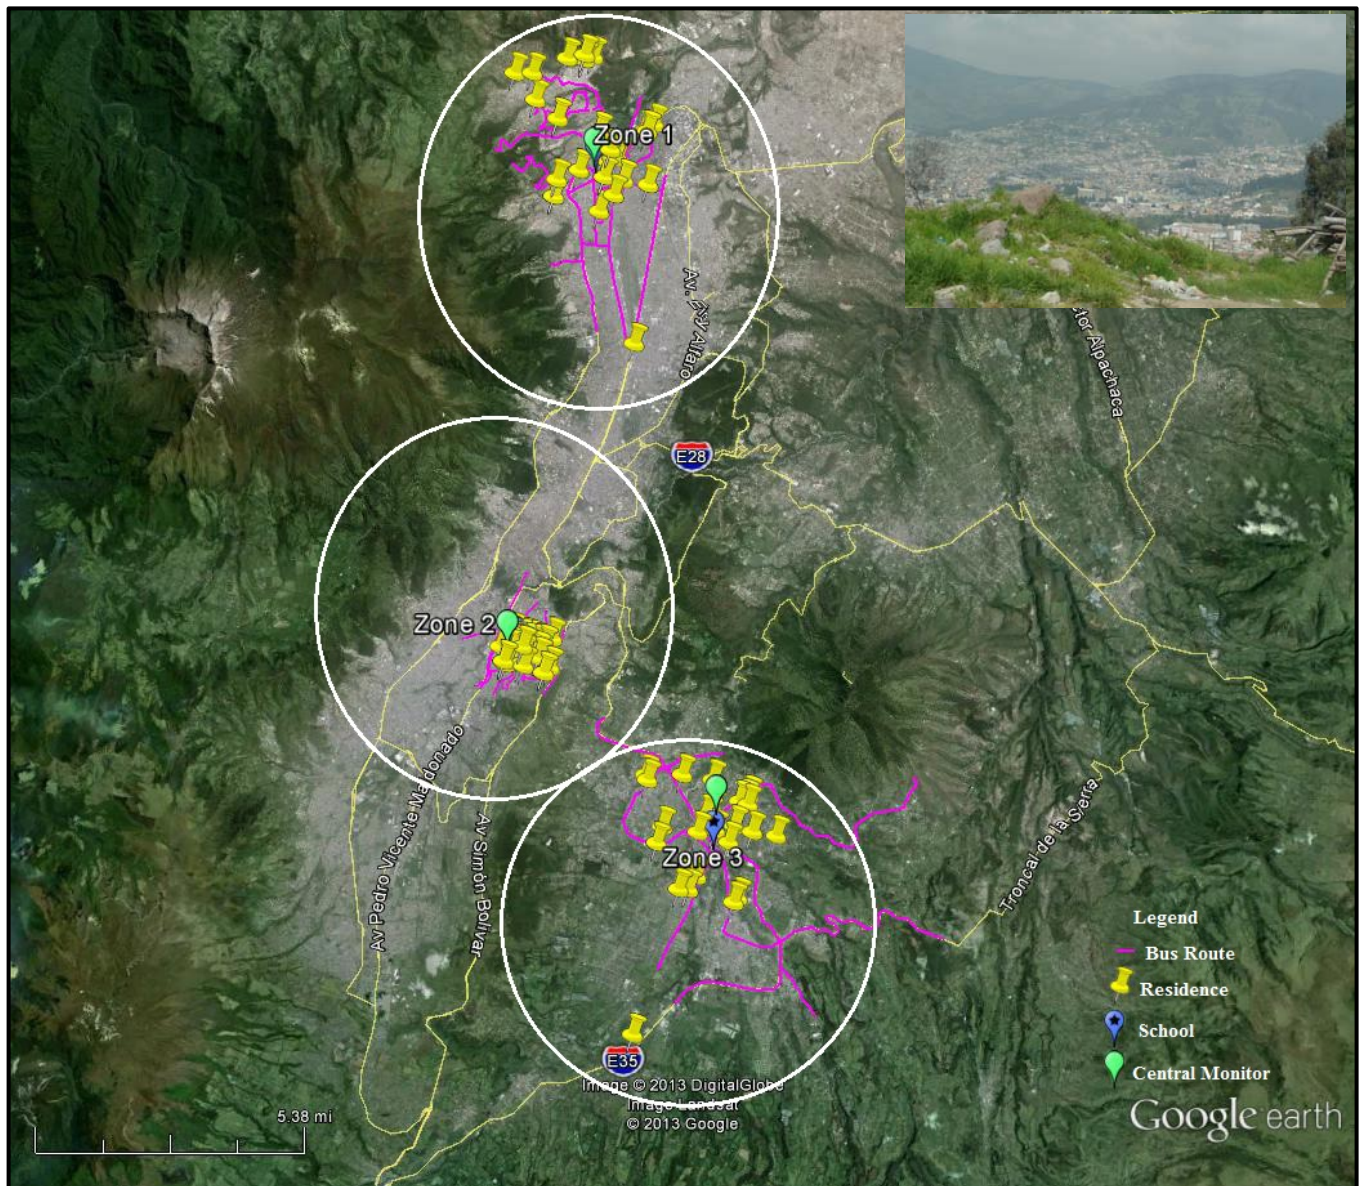 Zone 1
Av. Eloy Alfaro
ctor Alpachaca
E28
Zone 2
Av Pedro Vicente Maldonado
Av Simón Bolívar
Zone 3
Troncal de la Serra
E35
Legend
Bus Route
Residence
School
Central Monitor
Image © 2013 DigitalGlobe
Image Landsat
© 2013 Google
5.38 mi
Google earth